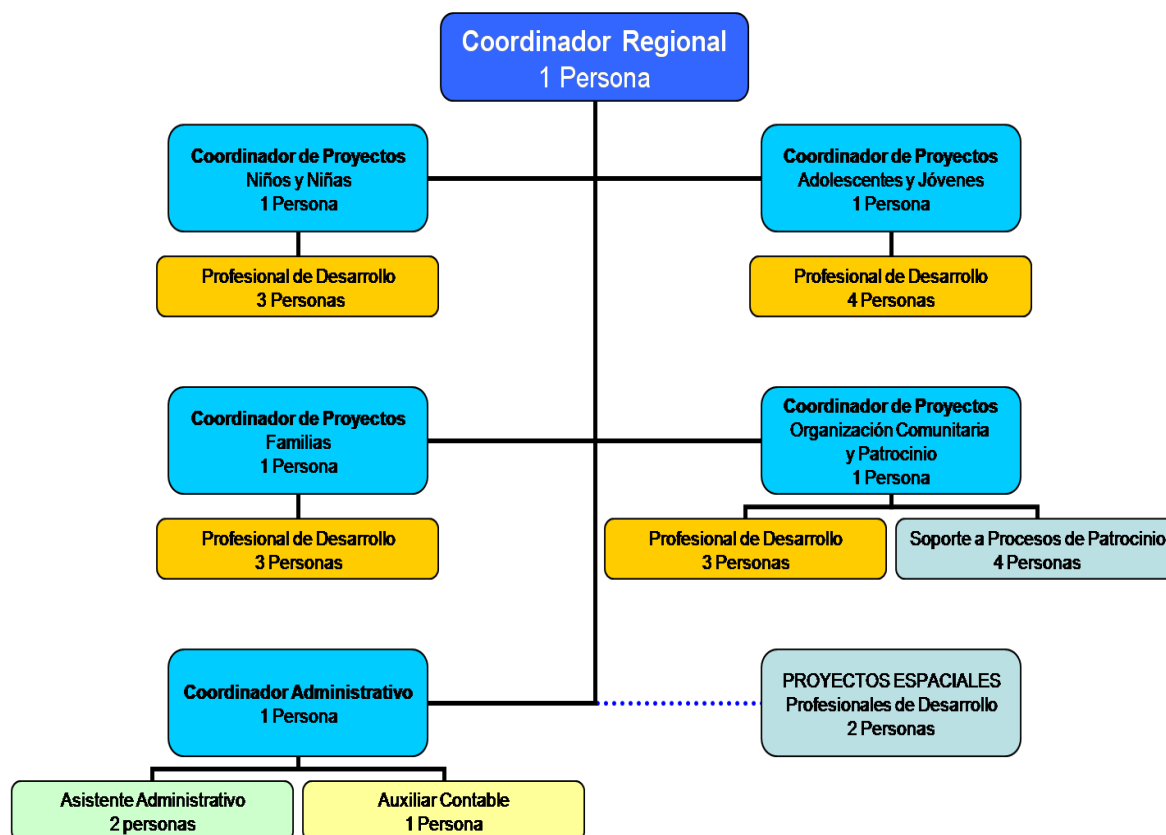 Coordinador Regional
1 Persona
Coordinador de Proyectos
Niños y Niñas
1 Persona
Coordinador de Proyectos
Adolescentes y Jóvenes
1 Persona
Profesional de Desarrollo
3 Personas
Profesional de Desarrollo
4 Personas
Coordinador de Proyectos
Familias
1 Persona
Coordinador de Proyectos
Organización Comunitaria
y Patrocinio
1 Persona
Profesional de Desarrollo
3 Personas
Profesional de Desarrollo
3 Personas
Soporte a Procesos de Patrocinio
4 Personas
Coordinador Administrativo
1 Persona
PROYECTOS ESPACIALES
Profesionales de Desarrollo
2 Personas
Asistente Administrativo
2 personas
Auxiliar Contable
1 Persona